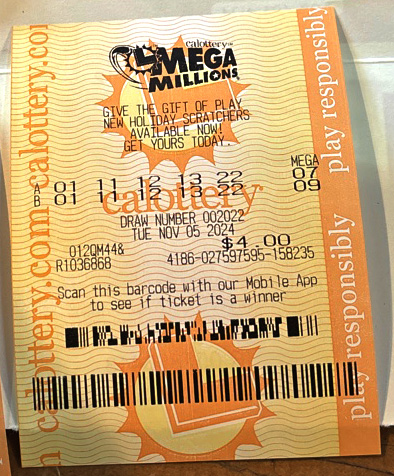 calottery™
MEGA
MILLIONS®
GIVE THE GIFT OF PLAY
NEW HOLIDAY SCRATCHERS
AVAILABLE NOW!
GET YOURS TODAY.
MEGA
A 01 11 12 13 22 07
B 01 11 12 13 22 09
calottery
DRAW NUMBER 002022
TUE NOV 05 2024
$4.00
012QM44&
R1036868
4186-027597595-158235
Scan this barcode with our Mobile App
to see if ticket is a winner
calottery.com calottery.com
play responsibly play responsibly